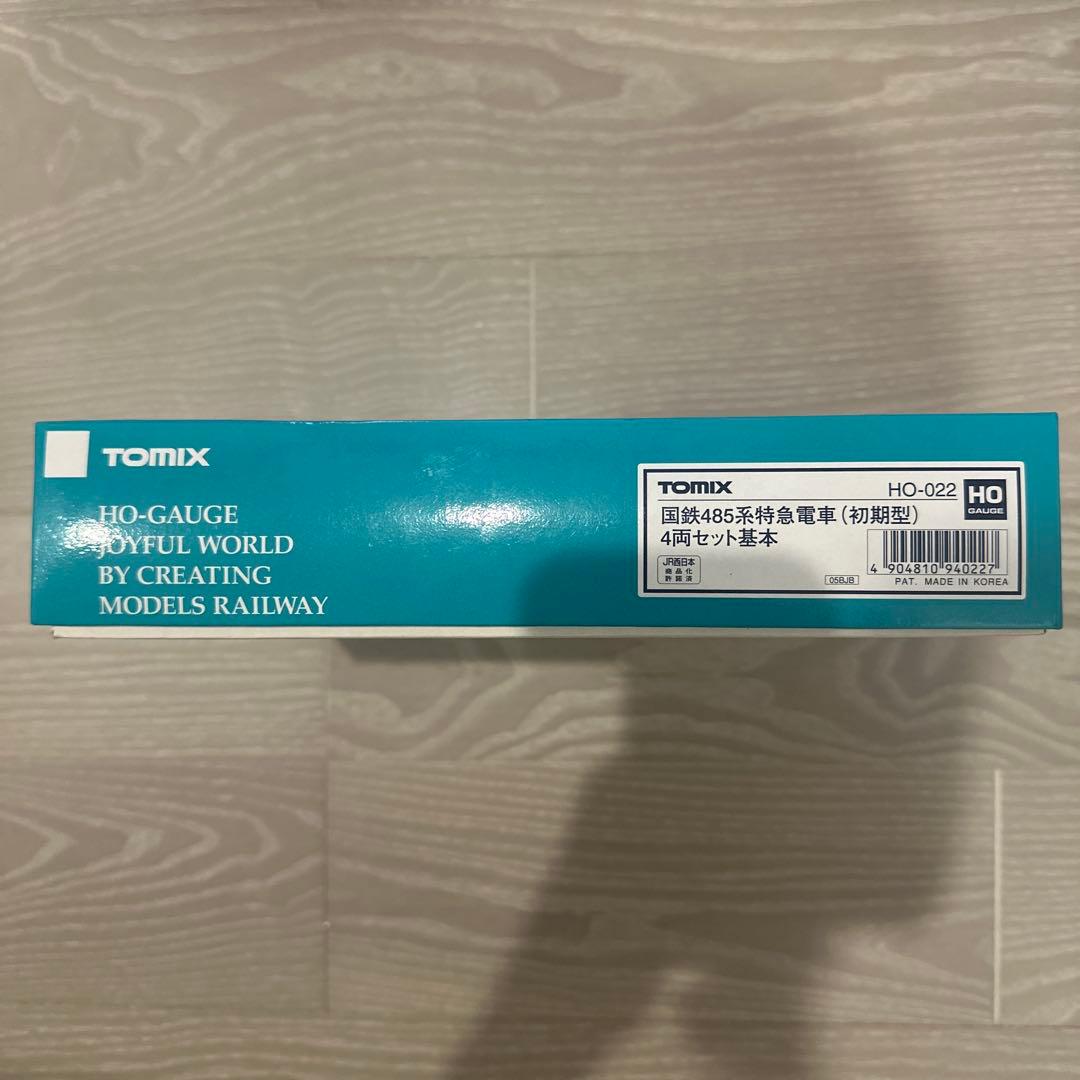 TOMIX
HO-GAUGE
JOYFUL WORLD
BY CREATING
MODELS RAILWAY
TOMIX HO-022 HO GAUGE
国鉄485系特急電車(初期型)
4両セット基本
JR西日本
商品化
許諾済
05BJB
4 904810 940227
PAT. MADE IN KOREA